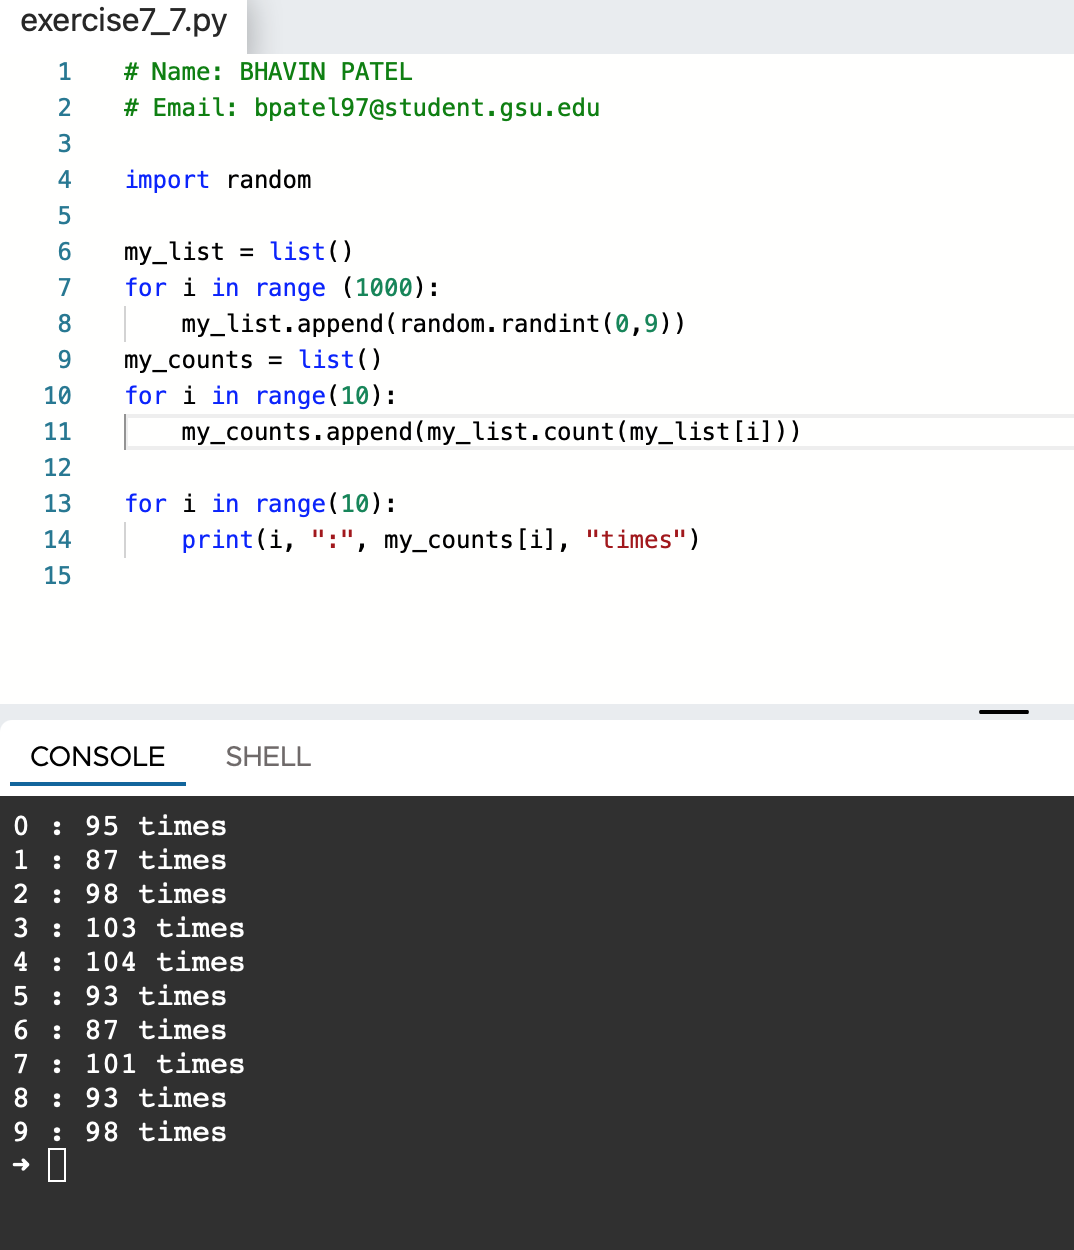 exercise7_7.py
1 # Name: BHAVIN PATEL
2 # Email: bpatel97@student.gsu.edu
3
4 import random
5
6 my_list = list()
7 for i in range (1000):
8     my_list.append(random.randint(0,9))
9 my_counts = list()
10 for i in range(10):
11     my_counts.append(my_list.count(my_list[i]))
12
13 for i in range(10):
14     print(i, ":", my_counts[i], "times")
15
CONSOLE SHELL
0 : 95 times
1 : 87 times
2 : 98 times
3 : 103 times
4 : 104 times
5 : 93 times
6 : 87 times
7 : 101 times
8 : 93 times
9 : 98 times
➜